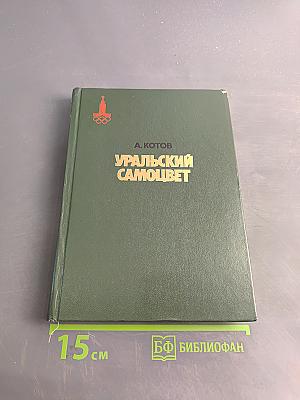 А. КОТОВ
УРАЛЬСКИЙ
САМОЦВЕТ
15 см
БФ БИБЛИОФАН